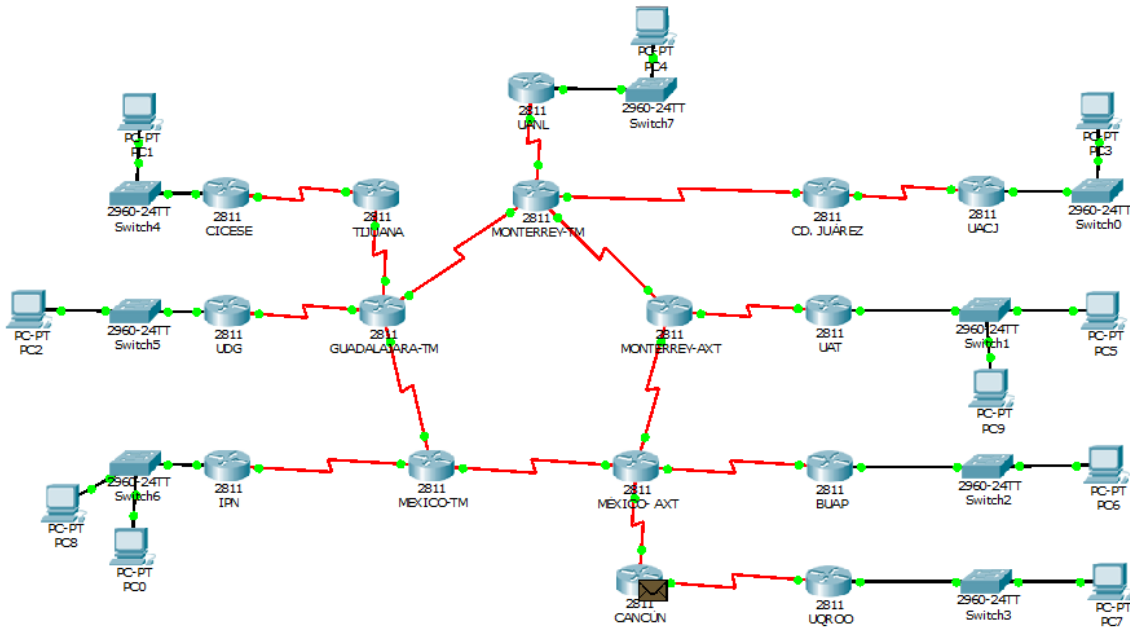 PC-PT
PC4
2811
UANL
2960-24TT
Switch7
PC-PT
PC1
PC-PT
PC3
2960-24TT
Switch4
2811
CICESE
2811
TIJUANA
2811
MONTERREY-TM
2811
CD. JUÁREZ
2811
UACJ
2960-24TT
Switch0
PC-PT
PC2
2960-24TT
Switch5
2811
UDG
2811
GUADALAJARA-TM
2811
MONTERREY-AXT
2811
UAT
2960-24TT
Switch1
PC-PT
PC5
PC-PT
PC9
2960-24TT
Switch6
2811
IPN
2811
MEXICO-TM
2811
MÉXICO- AXT
2811
BUAP
2960-24TT
Switch2
PC-PT
PC6
PC-PT
PC8
PC-PT
PC0
2811
CANCÚN
2811
UQROO
2960-24TT
Switch3
PC-PT
PC7